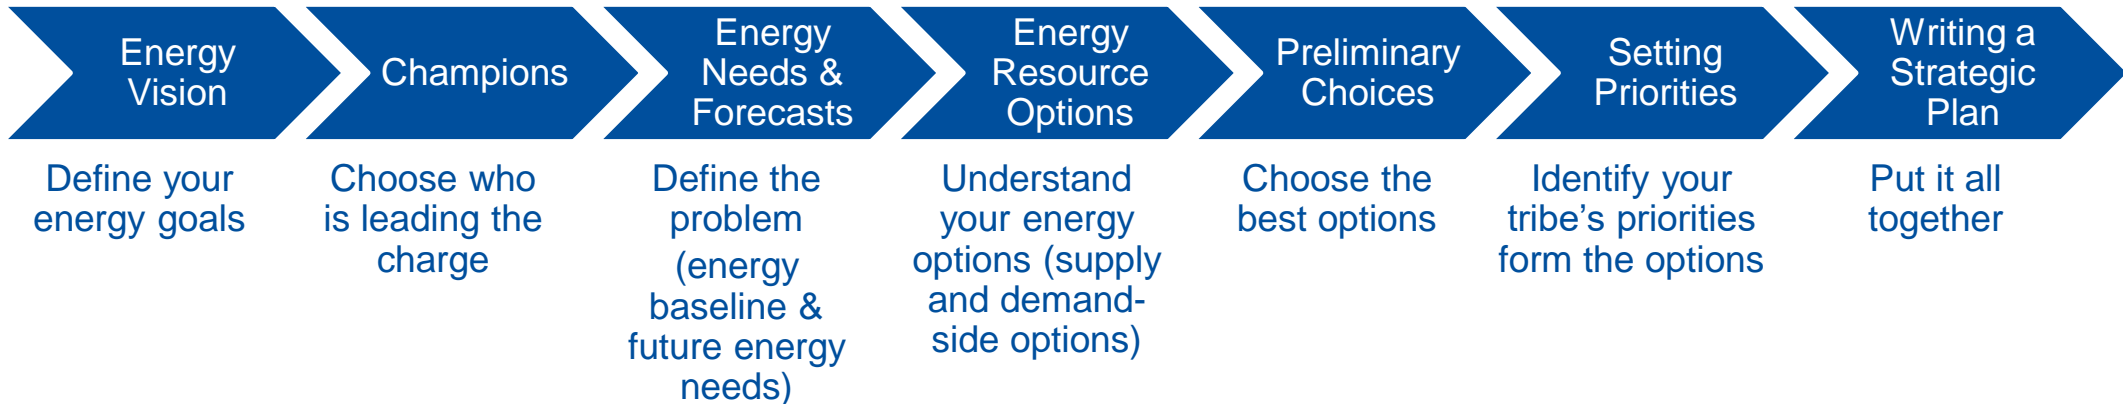 Energy
Vision
Champions
Energy
Needs &
Forecasts
Energy
Resource
Options
Preliminary
Choices
Setting
Priorities
Writing a
Strategic
Plan
Define your
energy goals
Choose who
is leading the
charge
Define the
problem
(energy
baseline &
future energy
needs)
Understand
your energy
options (supply
and demand-
side options)
Choose the
best options
Identify your
tribe’s priorities
form the options
Put it all
together